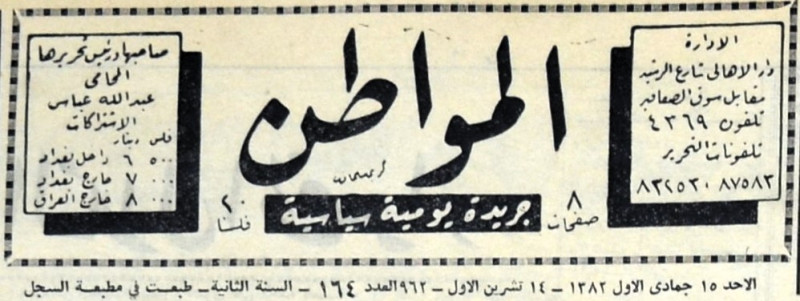 الادارة
دار الاهالي شارع الرشيد
مقابل سوق الصفافير
تلفون ٤٣٦٩
تلفونات التحرير
٨٧٥٨٣ ٨٣٢٥٣٠
المواطن
٨ صفحات
جريدة يومية سياسية
٢٠ فلسا
صاحبها ورئيس تحريرها
المحامي
عبدالله عباس
الاشتراكات
فلس دينار
٥٠٠ ٦ داخل بغداد
٠٠٠ ٧ خارج بغداد
٠٠٠ ٨ خارج العراق
الاحد ١٥ جمادى الاول ١٣٨٢ - ١٤ تشرين الاول - ٩٦٢ العدد ١٦٤ - السنة الثانية - طبعت في مطبعة السجل